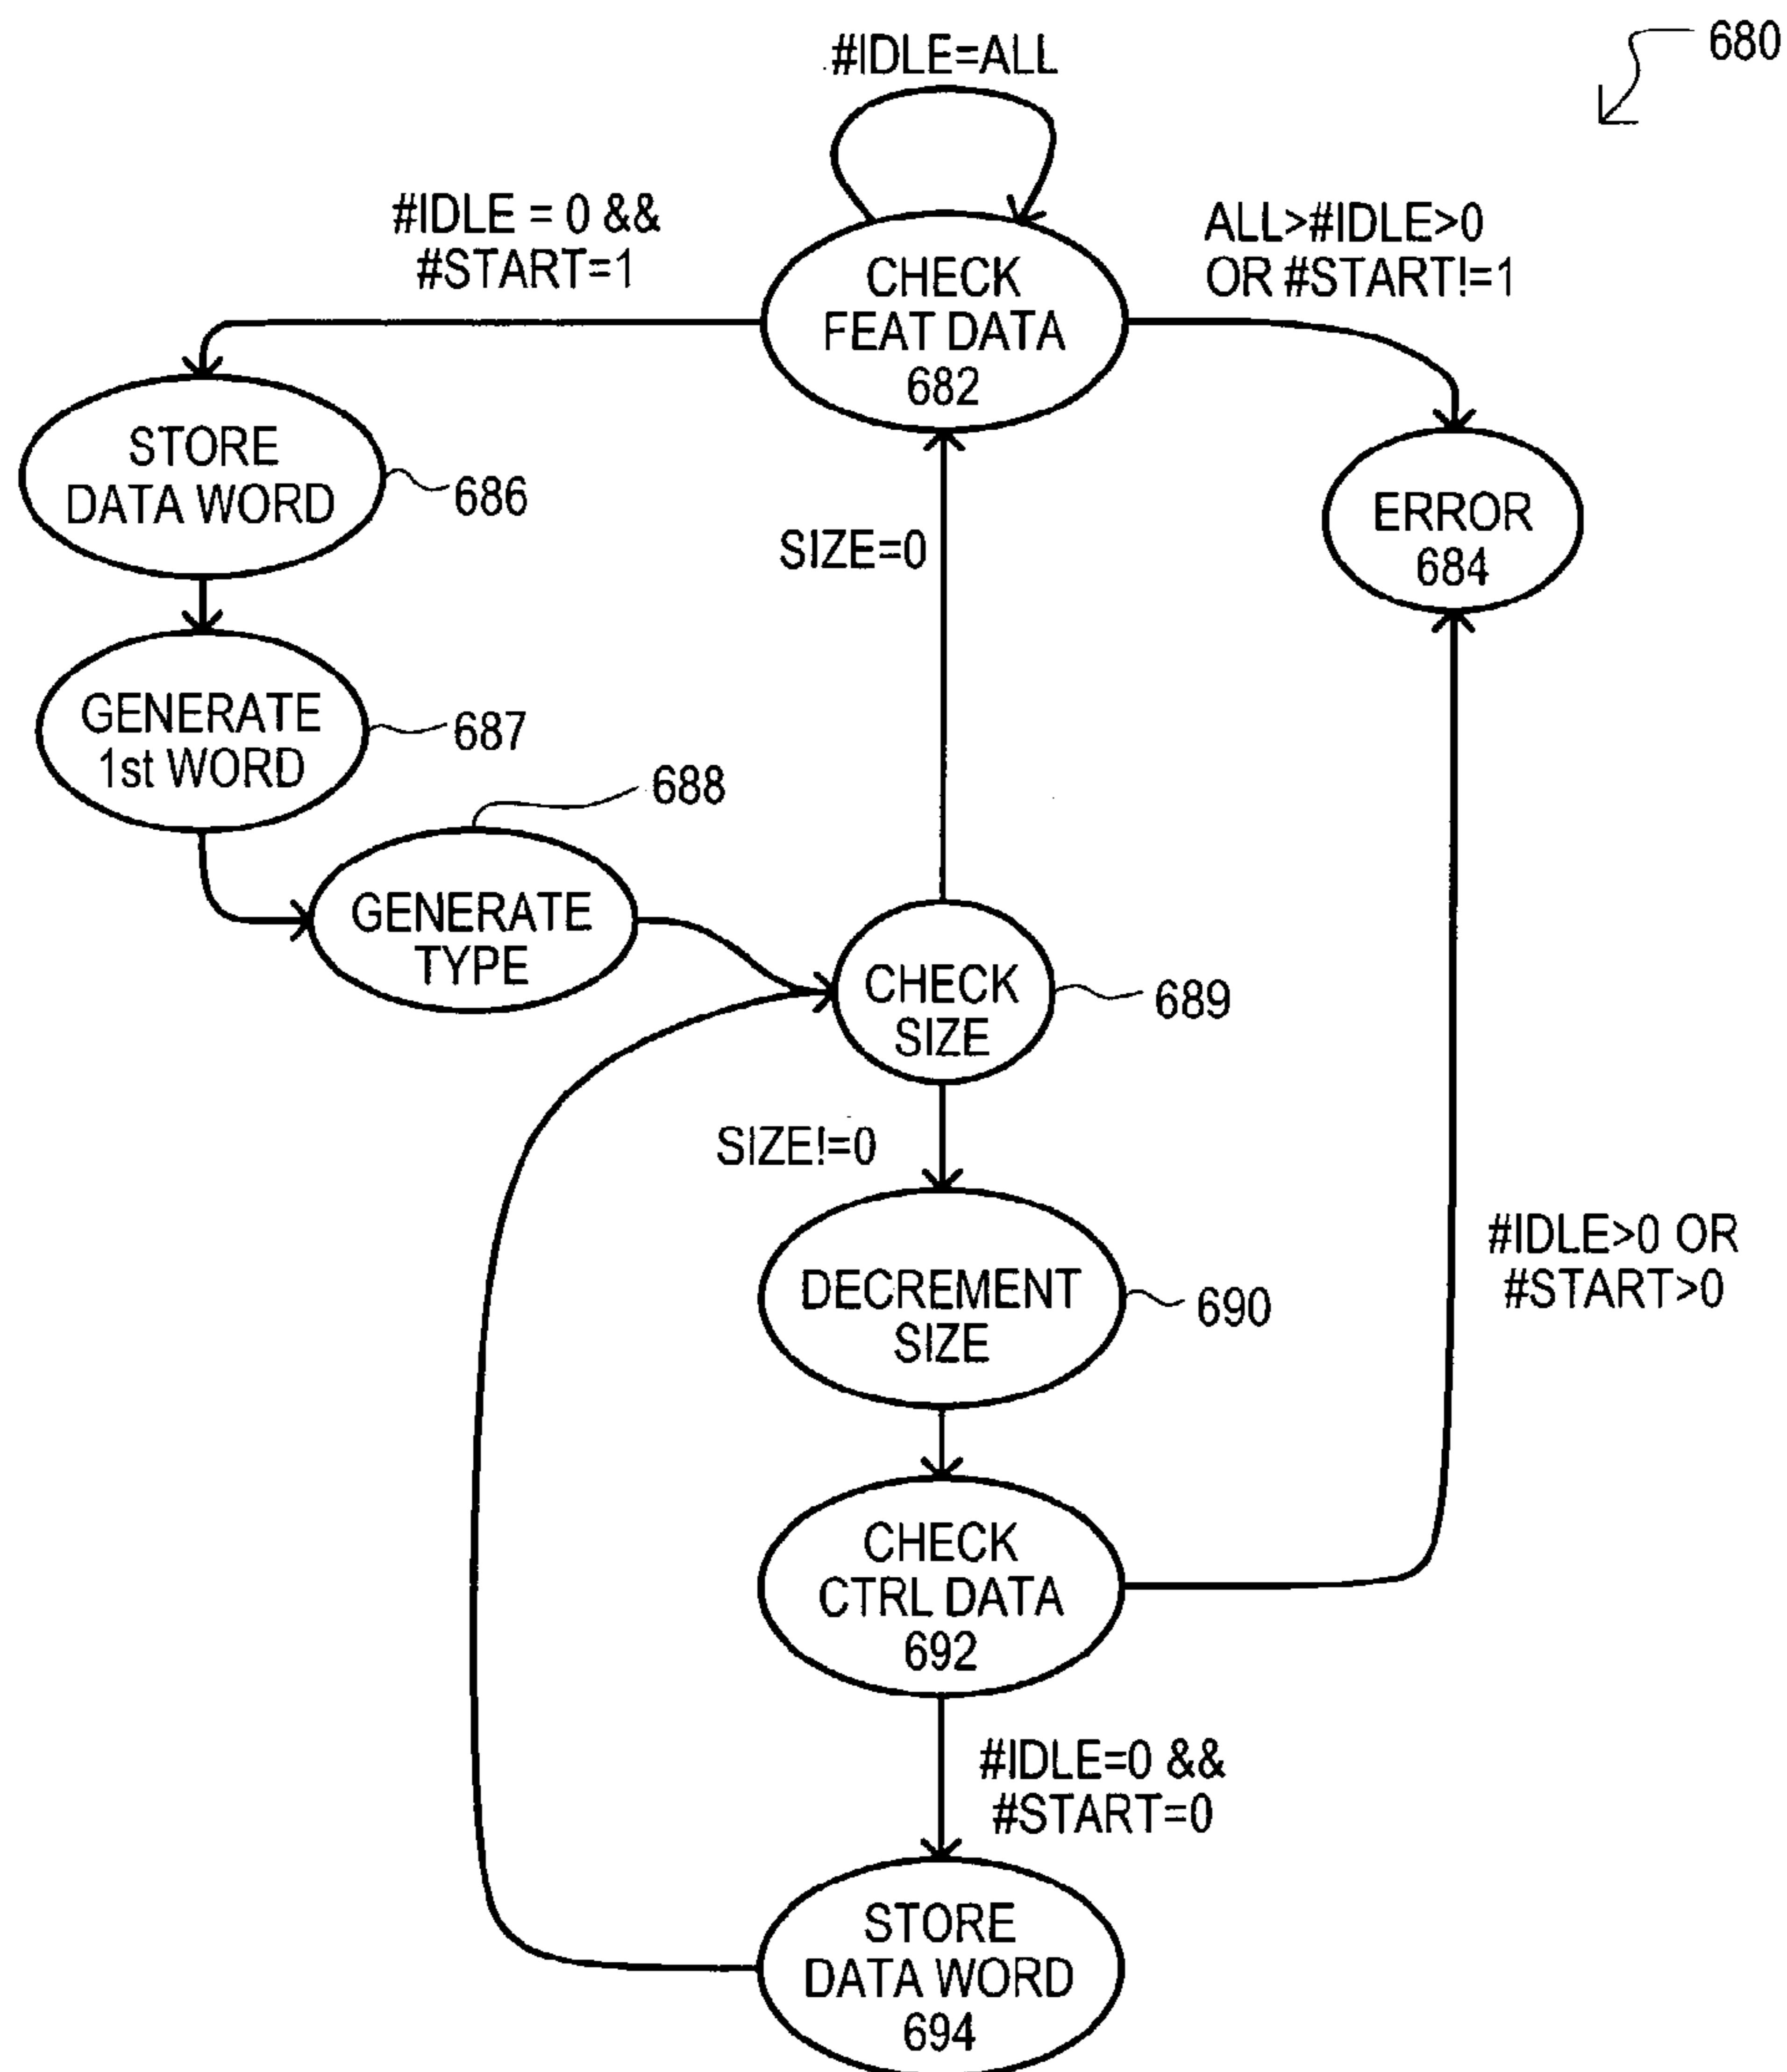 680
#IDLE=ALL
#IDLE = 0 &&
#START=1
ALL>#IDLE>0
OR #START!=1
CHECK
FEAT DATA
682
STORE
DATA WORD
686
SIZE=0
ERROR
684
GENERATE
1st WORD
687
688
GENERATE
TYPE
CHECK
SIZE
689
SIZE!=0
DECREMENT
SIZE
690
#IDLE>0 OR
#START>0
CHECK
CTRL DATA
692
#IDLE=0 &&
#START=0
STORE
DATA WORD
694